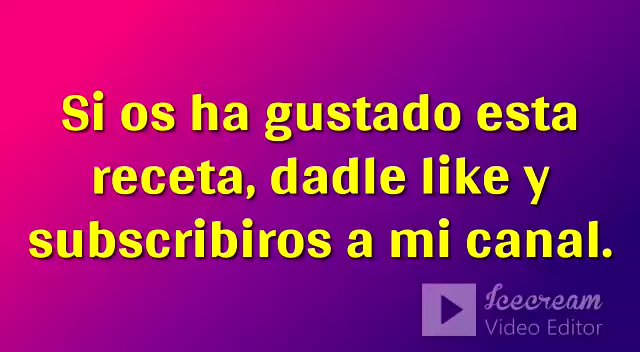 Si os ha gustado esta
receta, dadle like y
subscribiros a mi canal.
Icecream
Video Editor